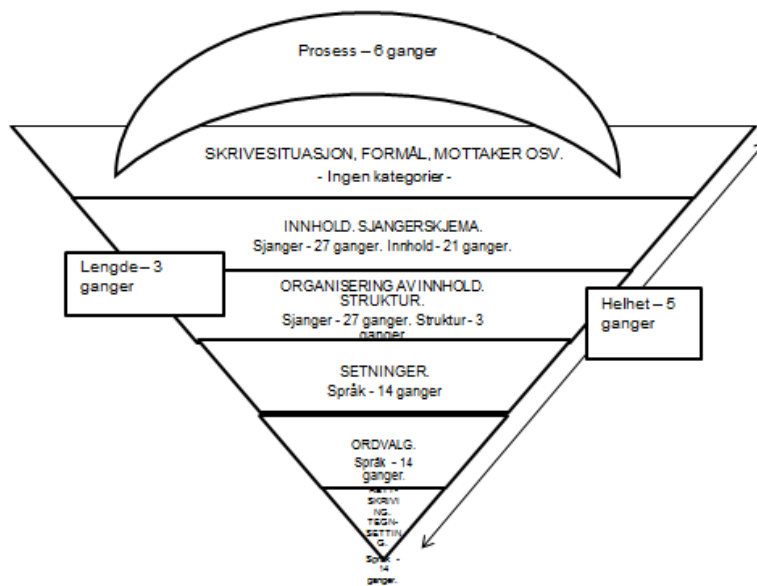 Prosess – 6 ganger
SKRIVESITUASJON, FORMÅL, MOTTAKER OSV.
- Ingen kategorier -
INNHOLD. SJANGERSKJEMA.
Sjanger - 27 ganger. Innhold - 21 ganger.
Lengde – 3
ganger
ORGANISERING AV INNHOLD.
STRUKTUR.
Sjanger - 27 ganger. Struktur - 3
ganger
Helhet – 5
ganger
SETNINGER.
Språk - 14 ganger
ORDVALG.
Språk - 14
ganger.
SKRIVI
NG.
TEGN-
SETTIN
G.
Språk -
14
ganger.